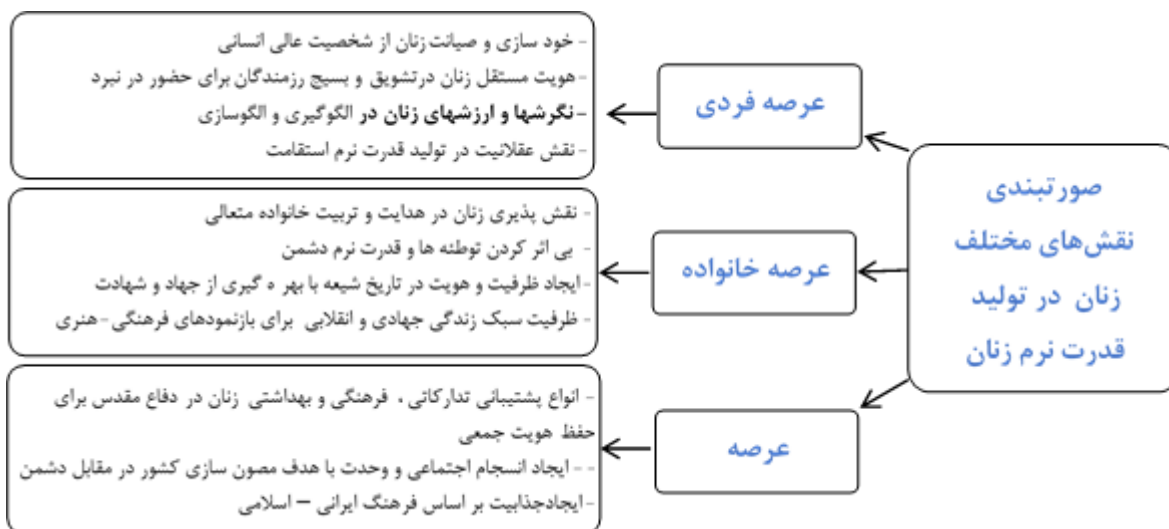 صورتبندی
نقش‌های مختلف
زنان در تولید
قدرت نرم زنان
عرصه فردی
- خود سازی و صیانت زنان از شخصیت عالی انسانی
- هویت مستقل زنان درتشویق و بسیج رزمندگان برای حضور در نبرد
-نگرشها و ارزشهای زنان در الگوگیری و الگوسازی
- نقش عقلانیت در تولید قدرت نرم استقامت
عرصه خانواده
- نقش پذیری زنان در هدایت و تربیت خانواده متعالی
- بی اثر کردن توطئه ها و قدرت نرم دشمن
- ایجاد ظرفیت و هویت در تاریخ شیعه با بهر ه گیری از جهاد و شهادت
- ظرفیت سبک زندگی جهادی و انقلابی برای بازنمودهای فرهنگی-هنری
عرصه
- انواع پشتیبانی تدارکاتی ، فرهنگی و بهداشتی زنان در دفاع مقدس برای
حفظ هویت جمعی
- - ایجاد انسجام اجتماعی و وحدت با هدف مصون سازی کشور در مقابل دشمن
-ایجادجذابیت بر اساس فرهنگ ایرانی – اسلامی